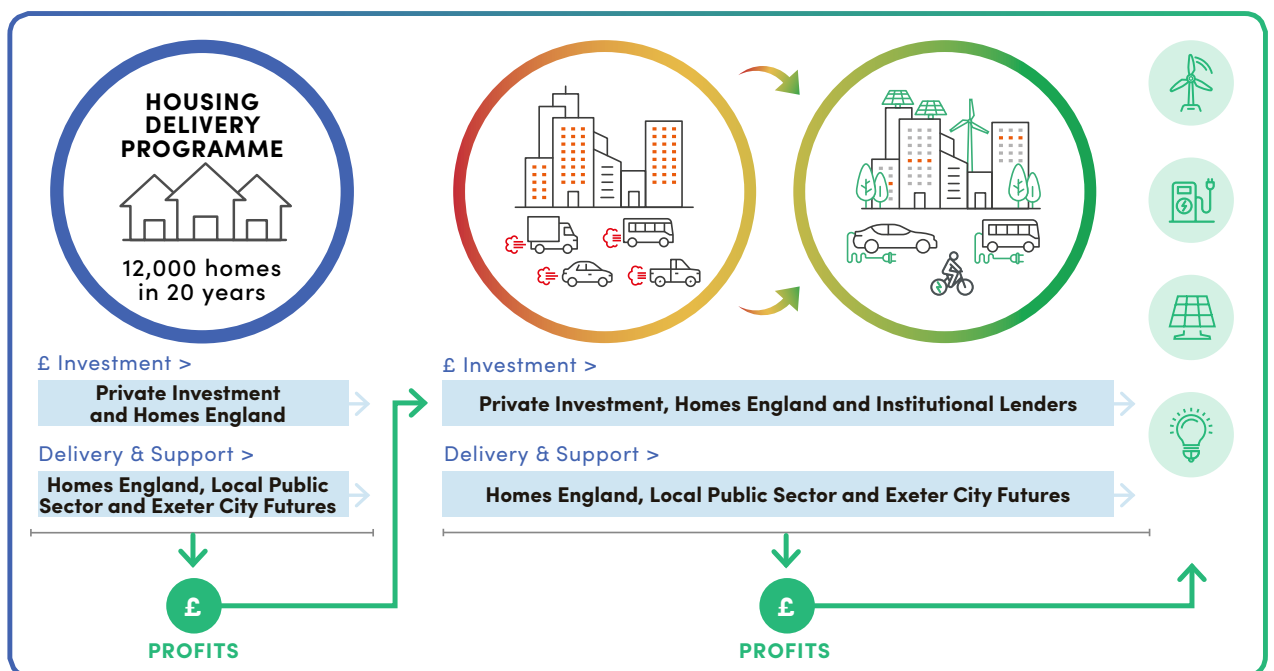 HOUSING
DELIVERY
PROGRAMME
12,000 homes
in 20 years
£ Investment >
Private Investment
and Homes England
Delivery & Support >
Homes England, Local Public
Sector and Exeter City Futures
£
PROFITS
£ Investment >
Private Investment, Homes England and Institutional Lenders
Delivery & Support >
Homes England, Local Public Sector and Exeter City Futures
£
PROFITS